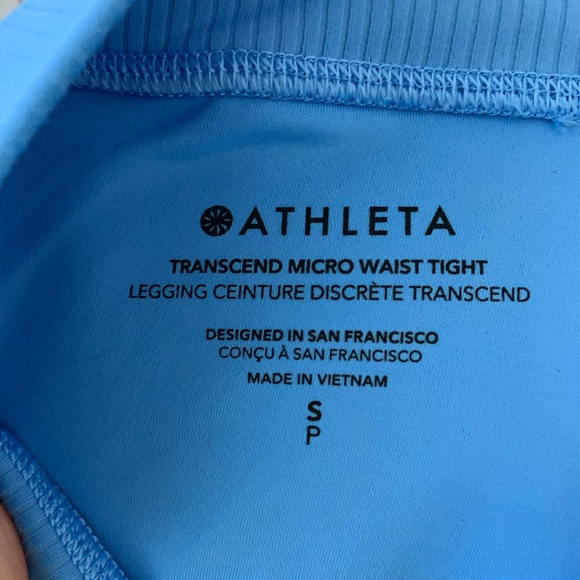 ATHLETA
TRANSCEND MICRO WAIST TIGHT
LEGGING CEINTURE DISCRÈTE TRANSCEND
DESIGNED IN SAN FRANCISCO
CONÇU À SAN FRANCISCO
MADE IN VIETNAM
S
P